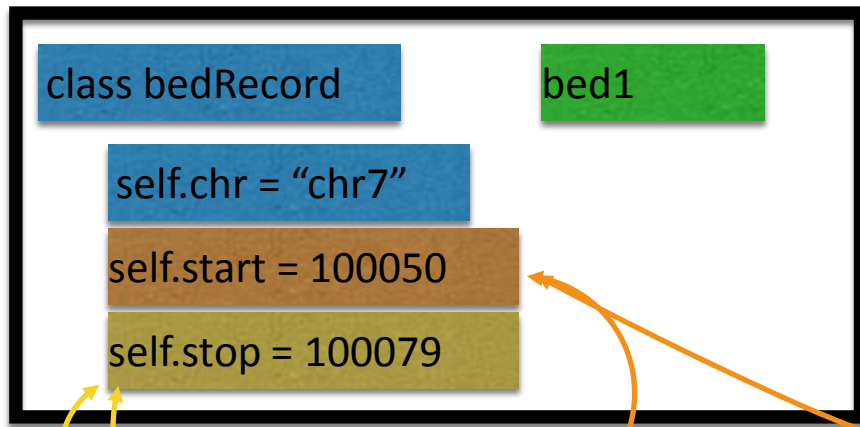 class bedRecord
bed1
self.chr = “chr7”
self.start = 100050
self.stop = 100079